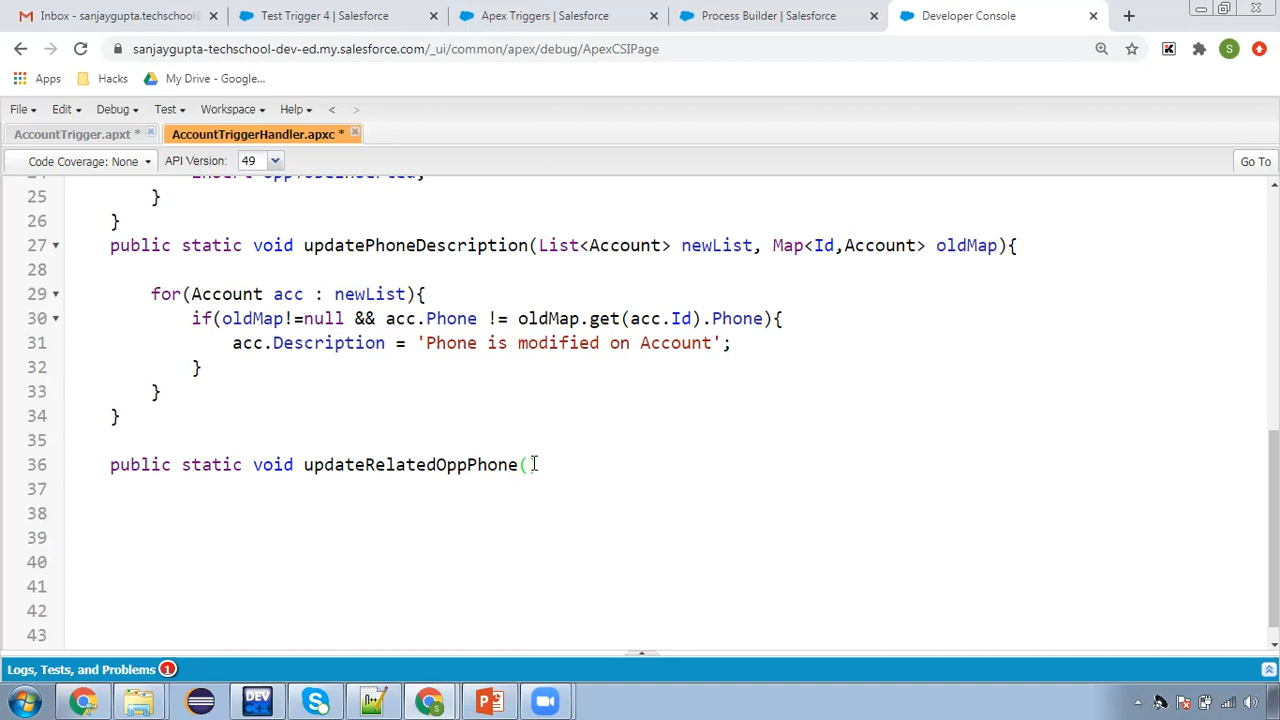 Inbox - sanjaygupta.techschool@
Test Trigger 4 | Salesforce
Apex Triggers | Salesforce
Process Builder | Salesforce
Developer Console
sanjaygupta-techschool-dev-ed.my.salesforce.com/_ui/common/apex/debug/ApexCSIPage
S
Apps
Hacks
My Drive - Google...
File
Edit
Debug
Test
Workspace
Help
<
>
AccountTrigger.apxt *
AccountTriggerHandler.apxc *
Code Coverage: None
API Version:
49
Go To
25 }
26 }
27 public static void updatePhoneDescription(List<Account> newList, Map<Id,Account> oldMap){
28
29 for(Account acc : newList){
30 if(oldMap!=null && acc.Phone != oldMap.get(acc.Id).Phone){
31 acc.Description = 'Phone is modified on Account';
32 }
33 }
34 }
35
36 public static void updateRelatedOppPhone(
37
38
39
40
41
42
43
Logs, Tests, and Problems 1
DEV
C++
7:17 PM